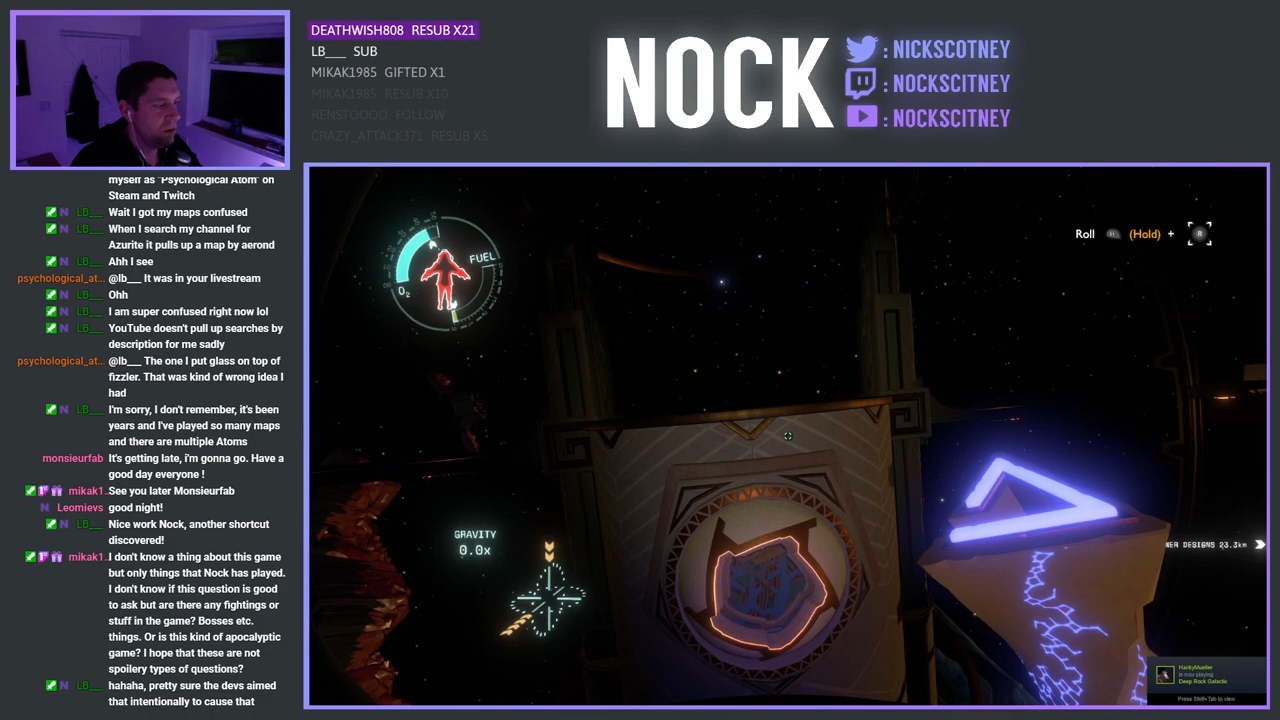 DEATHWISH808 RESUB X21
LB___ SUB
MIKAK1985 GIFTED X1
MIKAK1985 RESUB X10
RENSTOOOO FOLLOW
CRAZY_ATTACK371 RESUB X5
NOCK
: NICKSCOTNEY
: NOCKSCITNEY
: NOCKSCITNEY
myself as "Psychological Atom" on
Steam and Twitch
N LB___ Wait I got my maps confused
N LB___ When I search my channel for
Azurite it pulls up a map by aerond
N LB___ Ahh I see
psychological_at... @lb___ It was in your livestream
N LB___ Ohh
N LB___ I am super confused right now lol
N LB___ YouTube doesn't pull up searches by
description for me sadly
psychological_at... @lb___ The one I put glass on top of
fizzler. That was kind of wrong idea I
had
N LB___ I'm sorry, I don't remember, it's been
years and I've played so many maps
and there are multiple Atoms
monsieurfab It's getting late, i'm gonna go. Have a
good day everyone !
mikak1... See you later Monsieurfab
N Leomievs good night!
N LB___ Nice work Nock, another shortcut
discovered!
mikak1... I don't know a thing about this game
but only things that Nock has played.
I don't know if this question is good
to ask but are there any fightings or
stuff in the game? Bosses etc.
things. Or is this kind of apocalyptic
game? I hope that these are not
spoilery types of questions?
N LB___ hahaha, pretty sure the devs aimed
that intentionally to cause that
FUEL
O₂
Roll (Hold) + R
GRAVITY
0.0x
NER DESIGNS 23.3km
HankyMueller
is now playing
Deep Rock Galactic
Press Shift+Tab to view